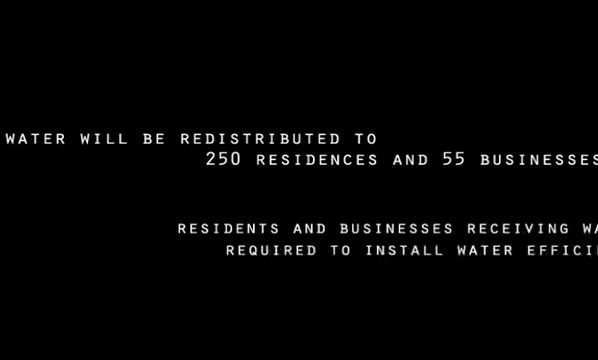 WATER WILL BE REDISTRIBUTED TO
250 RESIDENCES AND 55 BUSINESSES
RESIDENTS AND BUSINESSES RECEIVING
REQUIRED TO INSTALL WATER